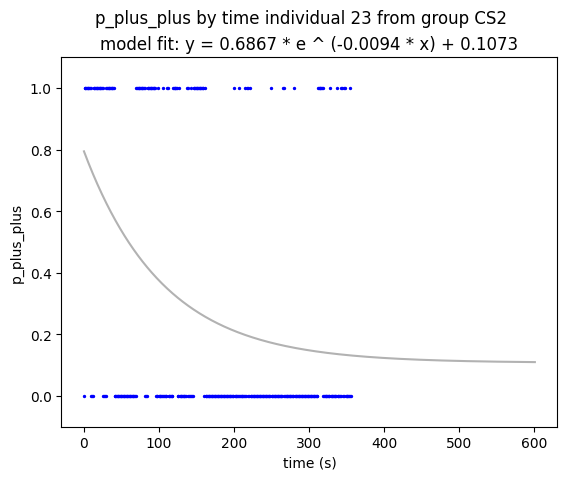 p_plus_plus by time individual 23 from group CS2
model fit: y = 0.6867 * e ^ (-0.0094 * x) + 0.1073
1.0
0.8
0.6
0.4
0.2
0.0
p_plus_plus
0 100 200 300 400 500 600
time (s)